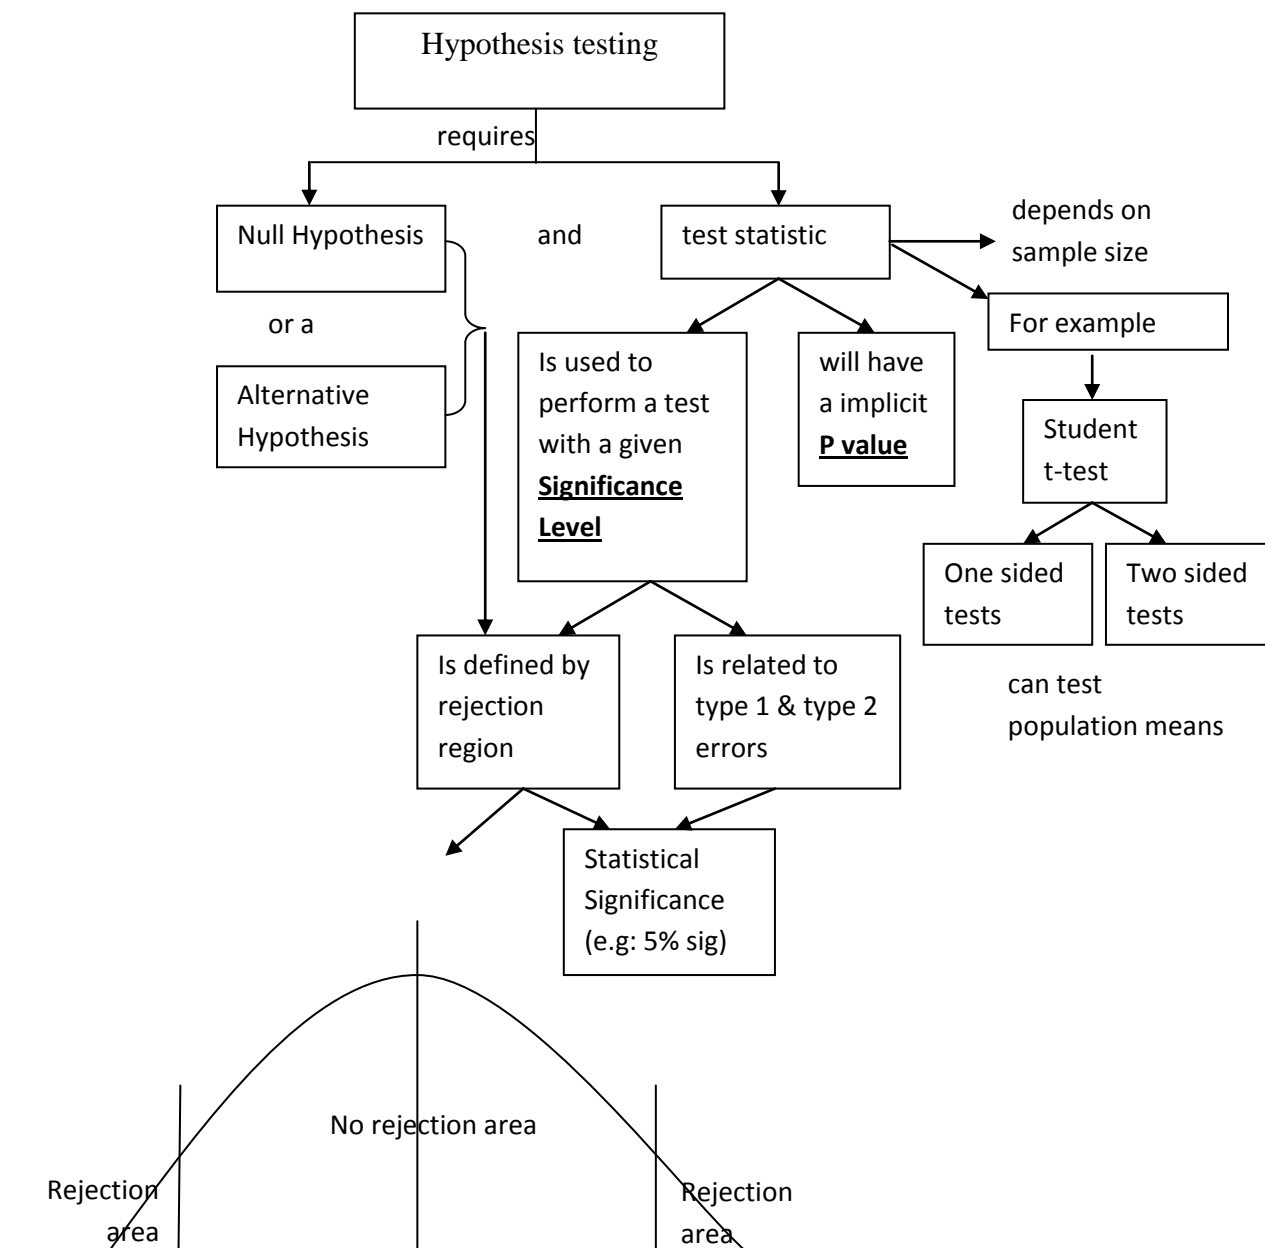 Hypothesis testing
requires
Null Hypothesis
and
test statistic
depends on
sample size
or a
Alternative
Hypothesis
Is used to
perform a test
with a given
Significance
Level
will have
a implicit
P value
For example
Student
t-test
One sided
tests
Two sided
tests
can test
population means
Is defined by
rejection
region
Is related to
type 1 & type 2
errors
Statistical
Significance
(e.g: 5% sig)
No rejection area
Rejection
area
Rejection
area